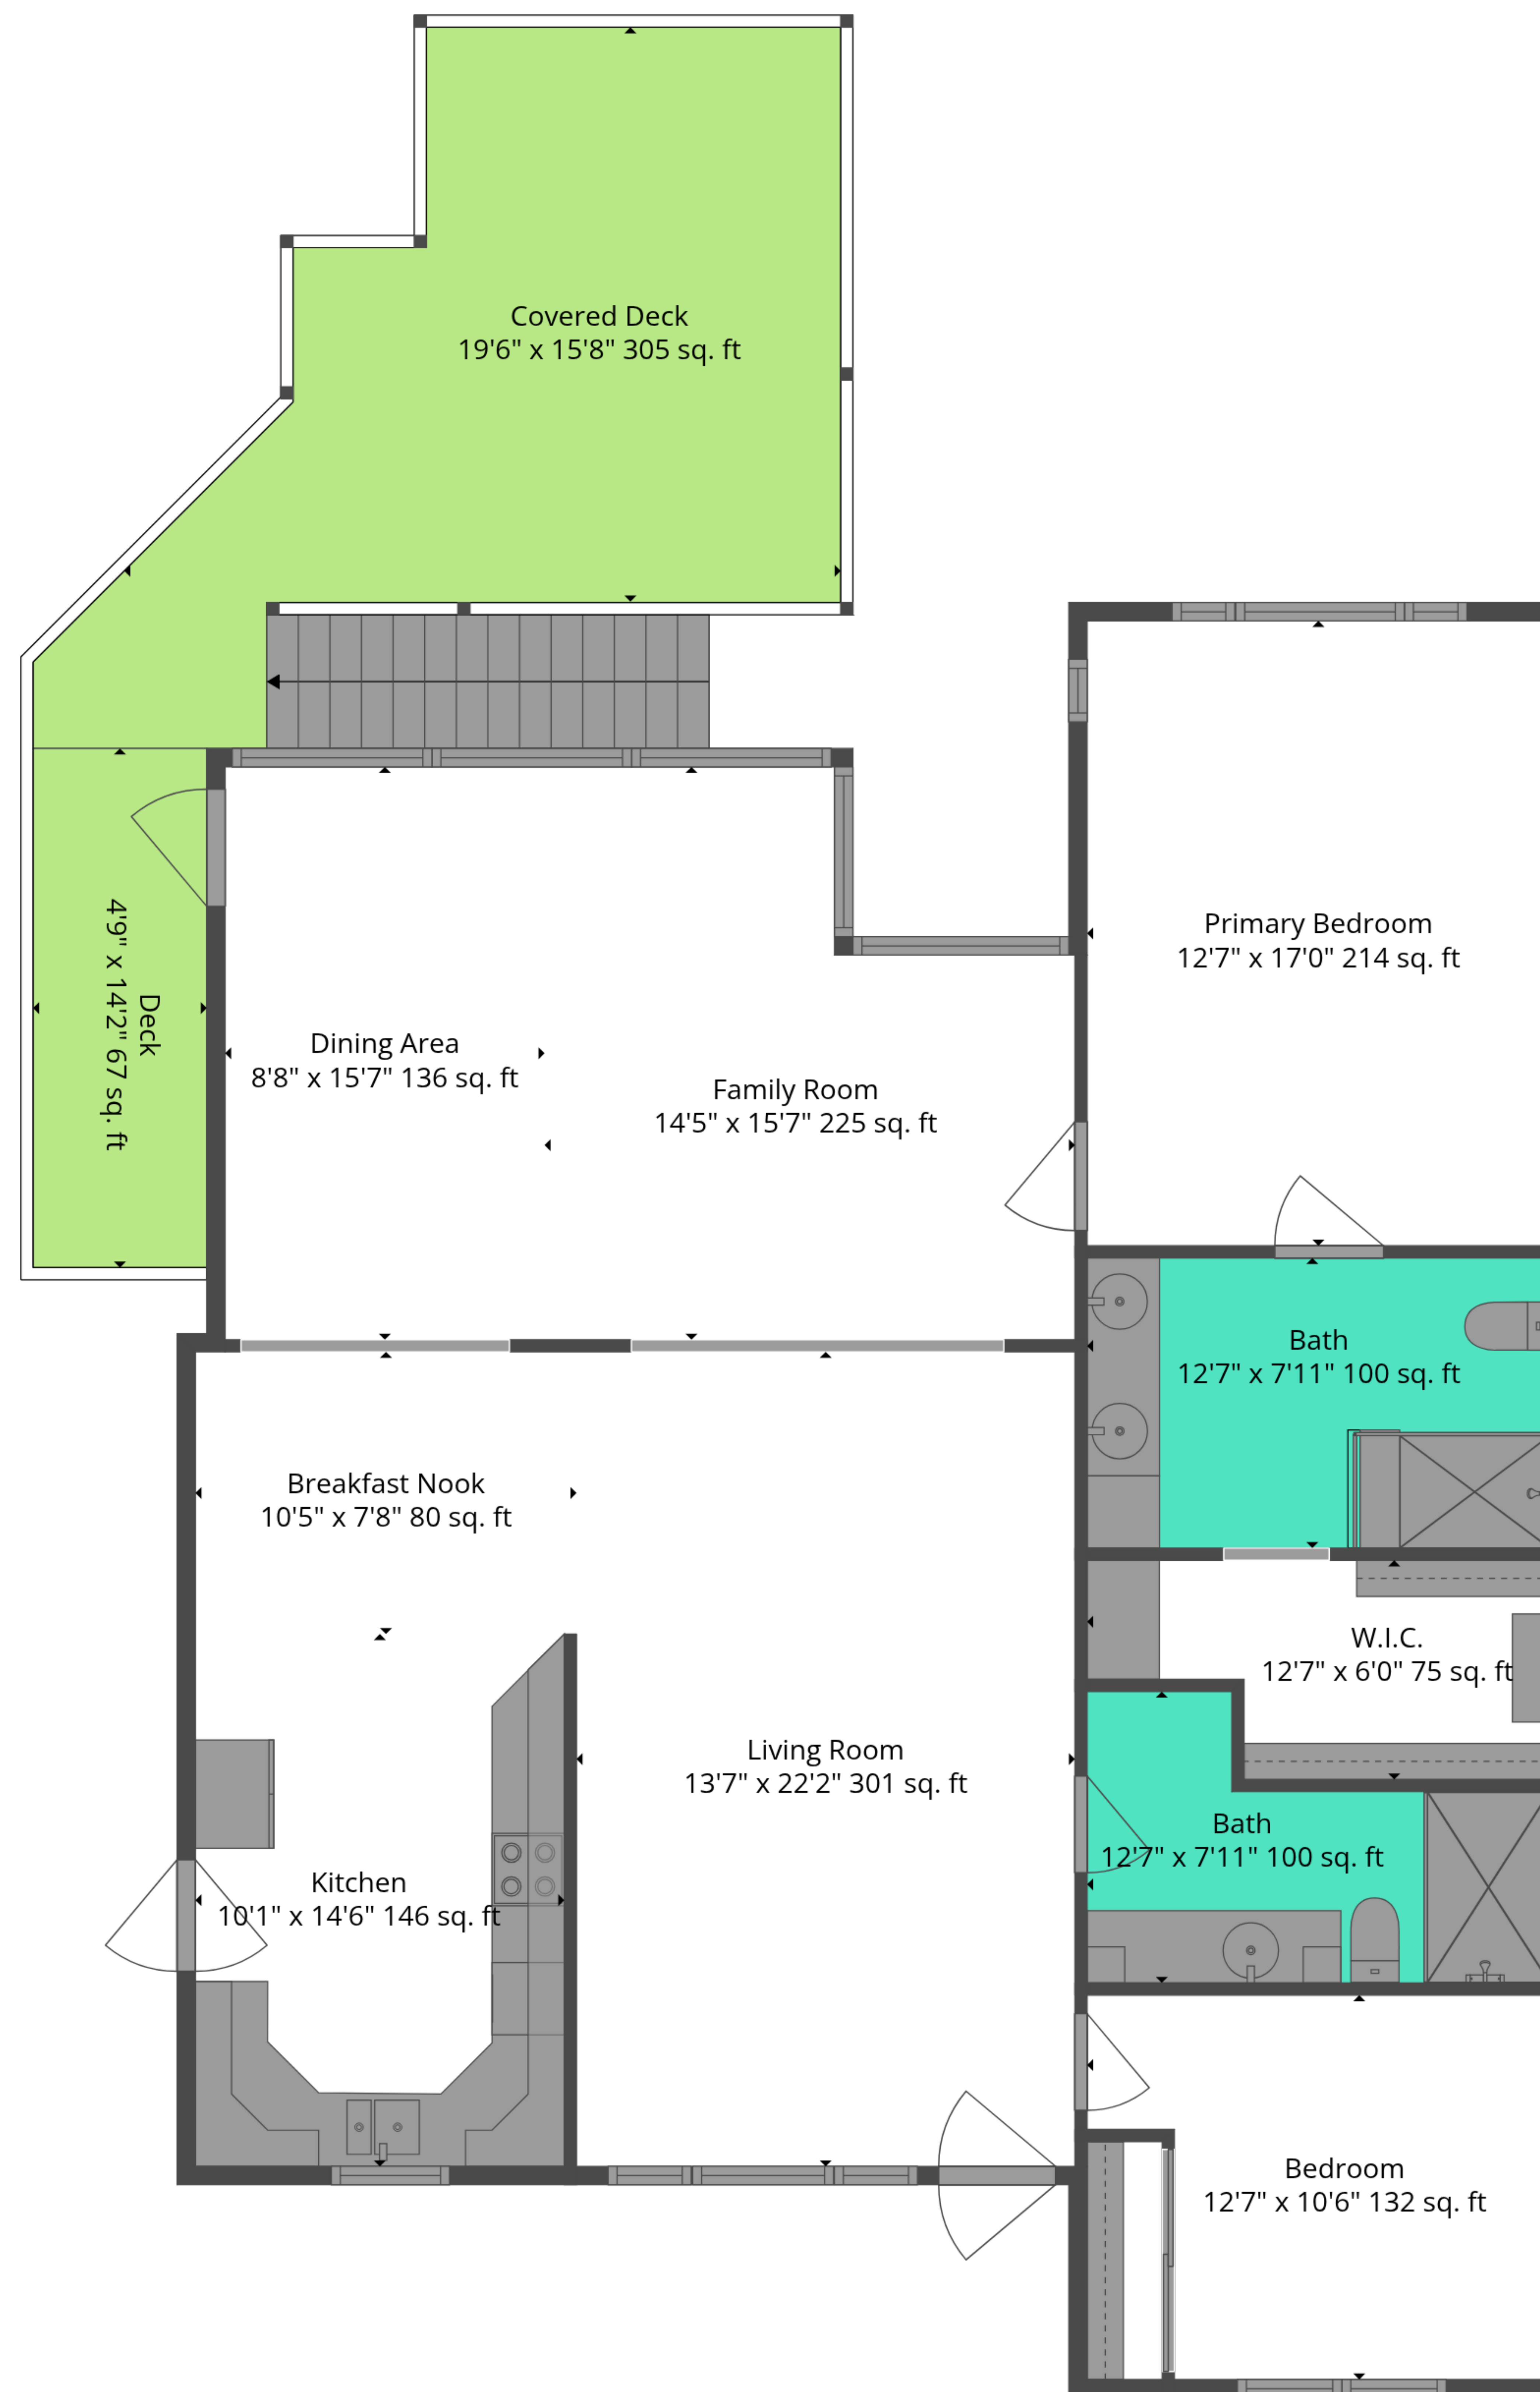 Covered Deck
19'6" x 15'8" 305 sq. ft
Primary Bedroom
12'7" x 17'0" 214 sq. ft
Deck
4'9" x 14'2" 67 sq. ft
Dining Area
8'8" x 15'7" 136 sq. ft
Family Room
14'5" x 15'7" 225 sq. ft
Bath
12'7" x 7'11" 100 sq. ft
Breakfast Nook
10'5" x 7'8" 80 sq. ft
W.I.C.
12'7" x 6'0" 75 sq. ft
Living Room
13'7" x 22'2" 301 sq. ft
Bath
12'7" x 7'11" 100 sq. ft
Kitchen
10'1" x 14'6" 146 sq. ft
Bedroom
12'7" x 10'6" 132 sq. ft